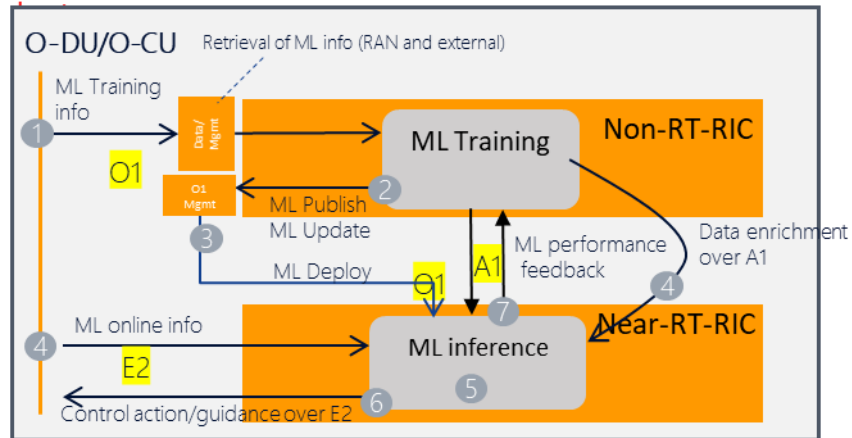 O-DU/O-CU
Retrieval of ML info (RAN and external)
ML Training
info
1
O1
Data/
Mgmt
ML Training
Non-RT-RIC
2
O1
Mgmt
ML Publish
ML Update
3
ML Deploy
O1
A1
ML performance
feedback
7
Data enrichment
over A1
4
Near-RT-RIC
ML online info
4
E2
ML inference
5
6
Control action/guidance over E2